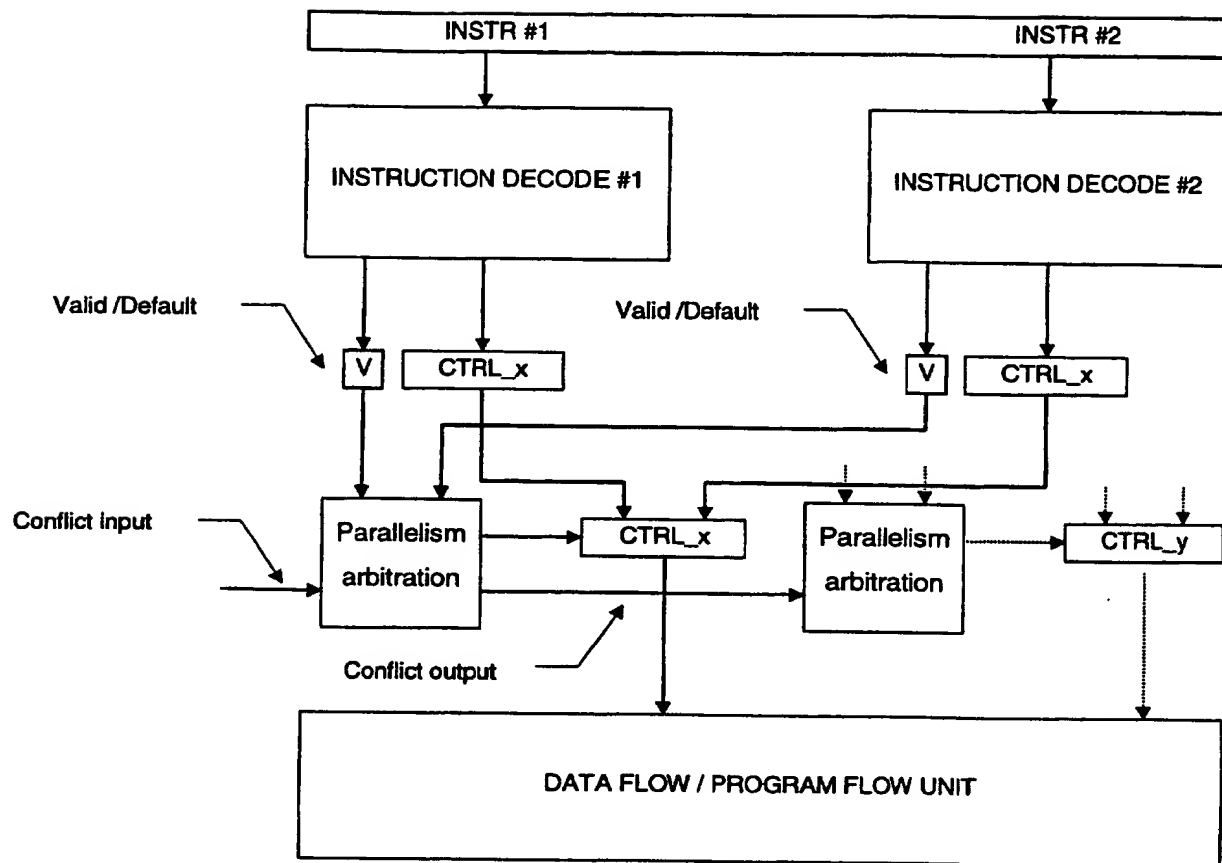 INSTR #1
INSTR #2
INSTRUCTION DECODE #1
INSTRUCTION DECODE #2
Valid /Default
Valid /Default
V
CTRL_x
V
CTRL_x
Conflict input
Parallelism
arbitration
CTRL_x
Parallelism
arbitration
CTRL_y
Conflict output
DATA FLOW / PROGRAM FLOW UNIT